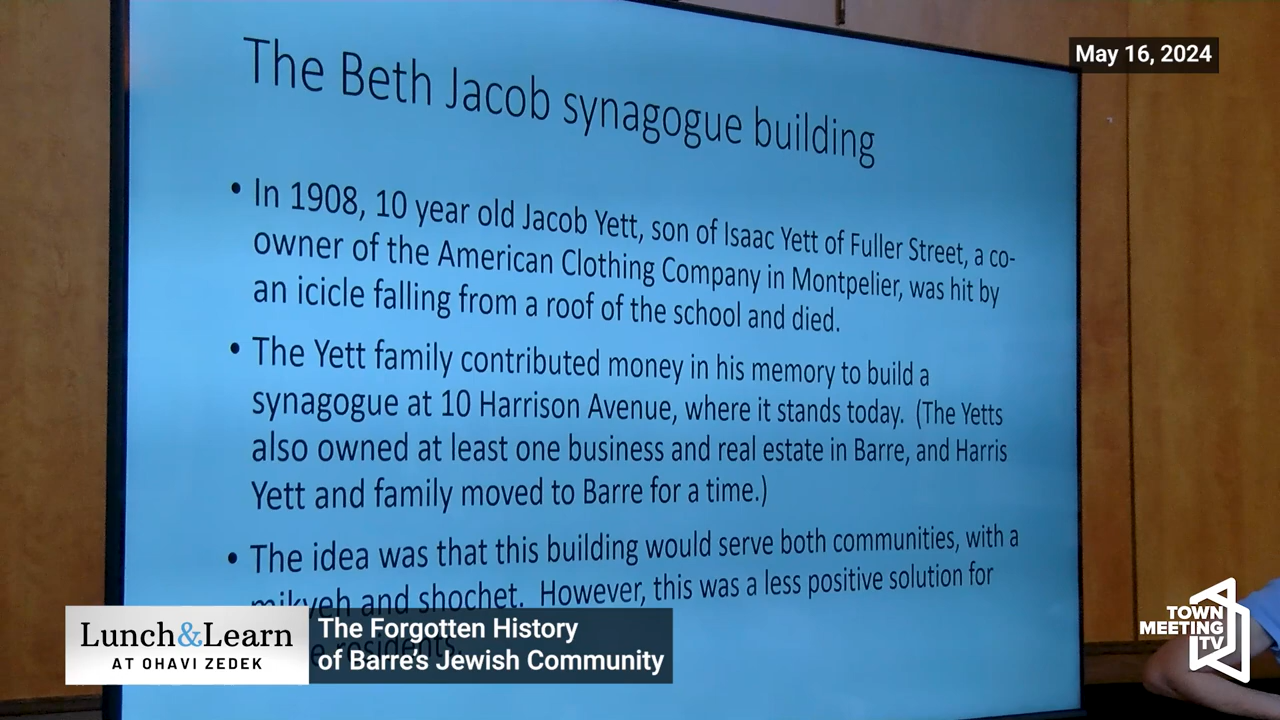 May 16, 2024
The Beth Jacob synagogue building
• In 1908, 10 year old Jacob Yett, son of Isaac Yett of Fuller Street, a co-
owner of the American Clothing Company in Montpelier, was hit by
an icicle falling from a roof of the school and died.
• The Yett family contributed money in his memory to build a
synagogue at 10 Harrison Avenue, where it stands today. (The Yetts
also owned at least one business and real estate in Barre, and Harris
Yett and family moved to Barre for a time.)
• The idea was that this building would serve both communities, with a
mikveh and shochet. However, this was a less positive solution for
residents.
Lunch&Learn
AT OHAVI ZEDEK
The Forgotten History
of Barre's Jewish Community
TOWN
MEETING
TV